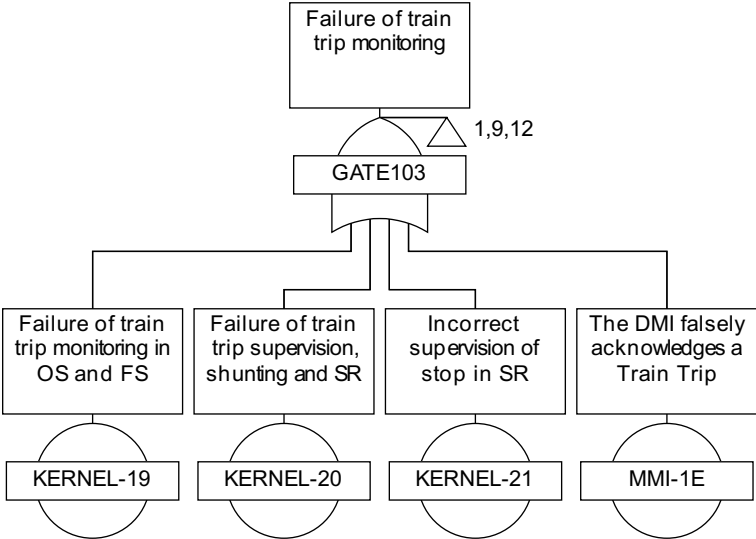 Failure of train
trip monitoring
1,9,12
GATE103
Failure of train
trip monitoring in
OS and FS
Failure of train
trip supervision,
shunting and SR
Incorrect
supervision of
stop in SR
The DMI falsely
acknowledges a
Train Trip
KERNEL-19
KERNEL-20
KERNEL-21
MMI-1E